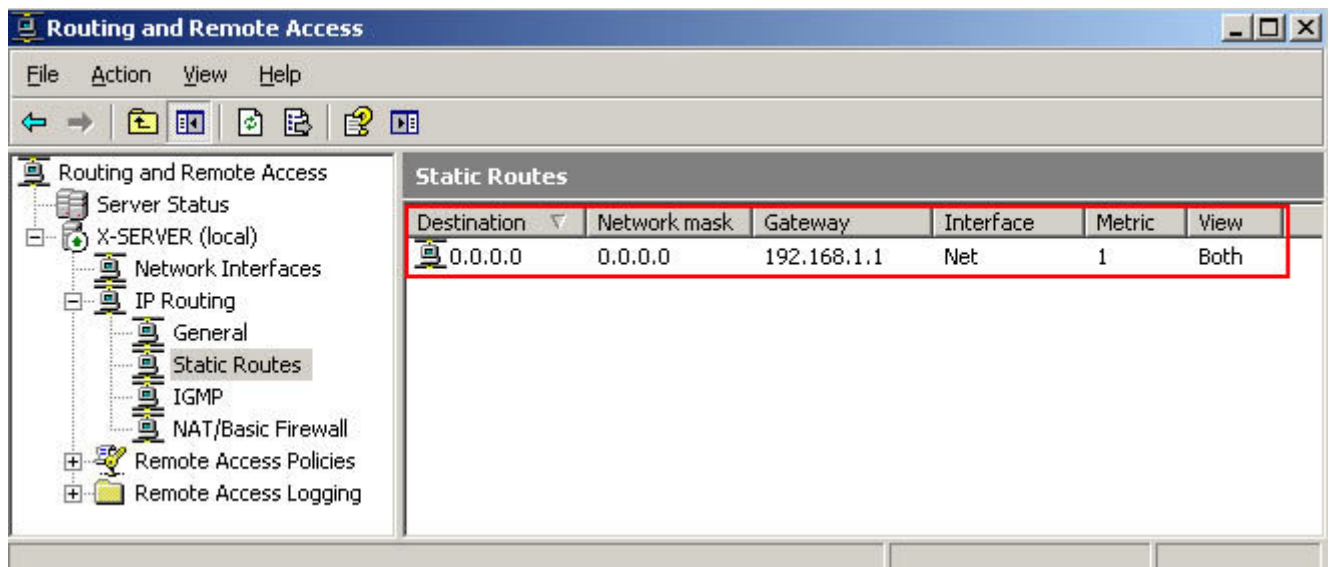 Routing and Remote Access
File Action View Help
Routing and Remote Access
Server Status
X-SERVER (local)
Network Interfaces
IP Routing
General
Static Routes
IGMP
NAT/Basic Firewall
Remote Access Policies
Remote Access Logging
Static Routes
Destination Network mask Gateway Interface Metric View
0.0.0.0 0.0.0.0 192.168.1.1 Net 1 Both